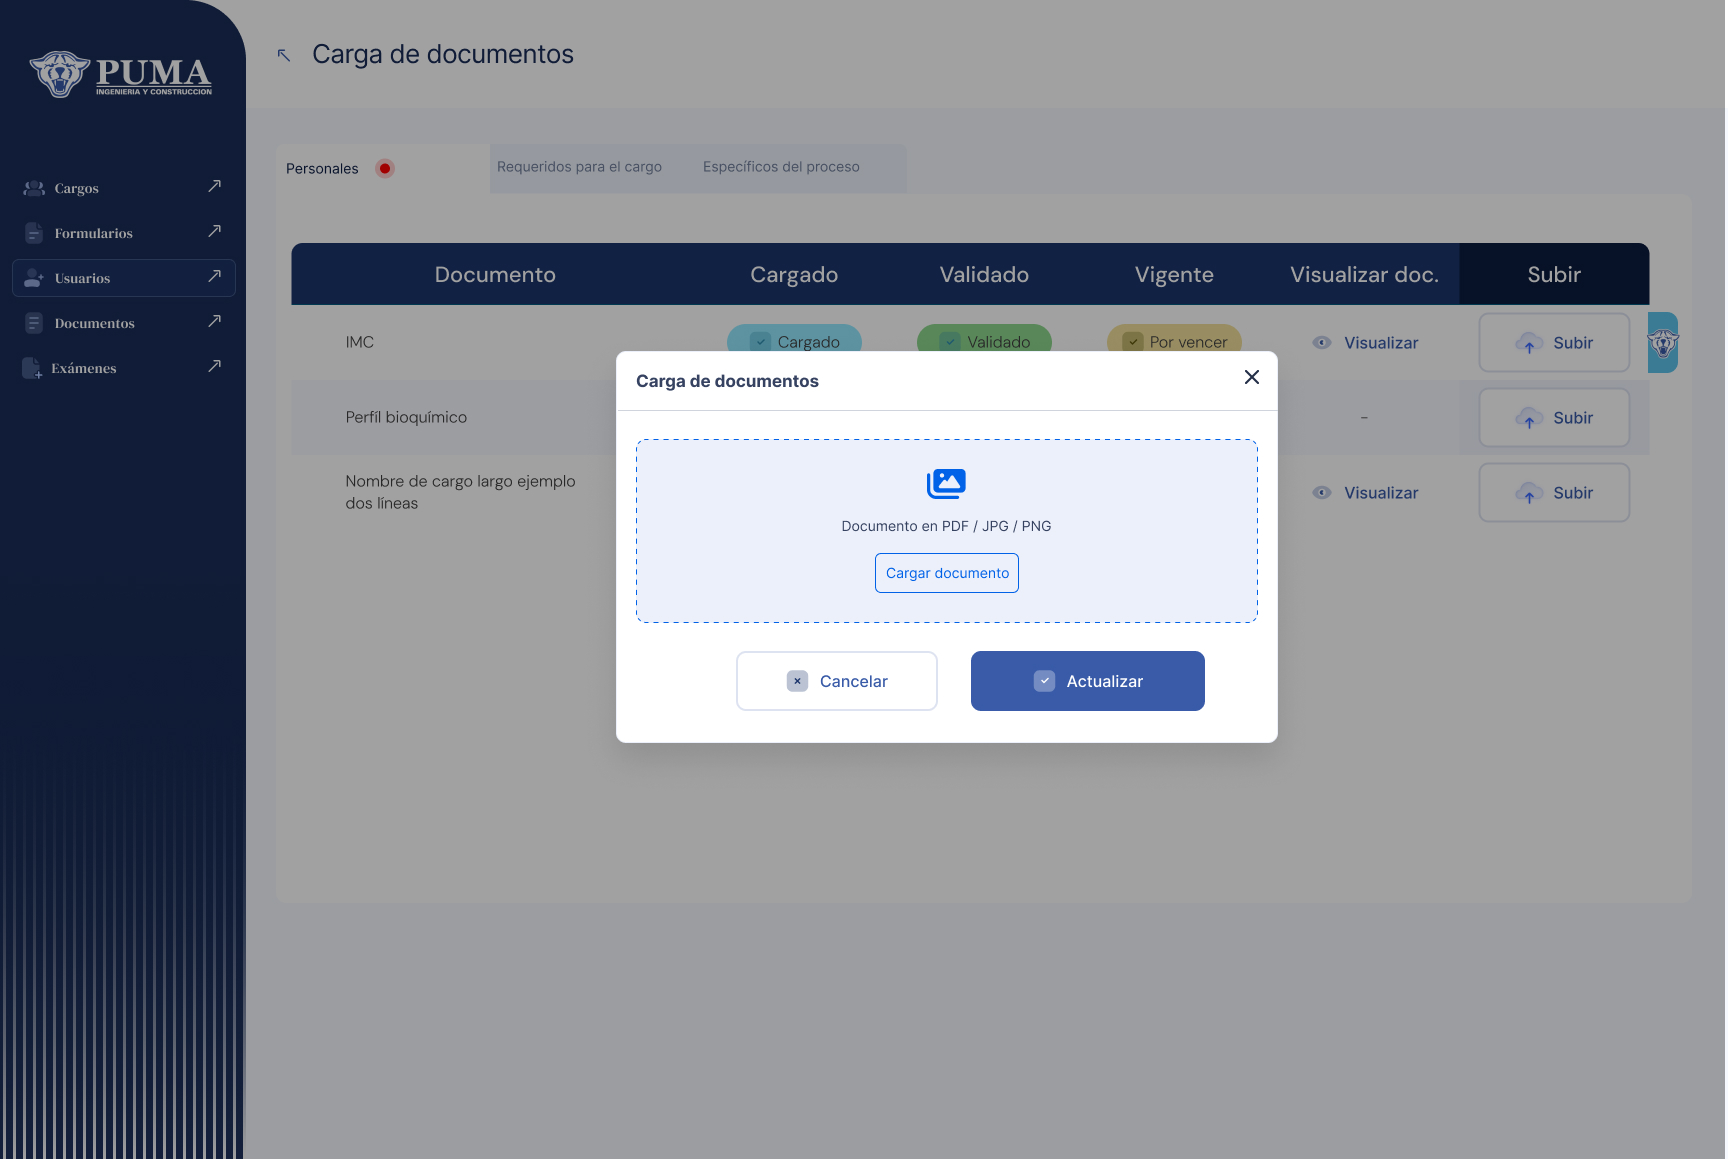 PUMA
INGENIERIA Y CONSTRUCCION
Carga de documentos
Cargos
Formularios
Usuarios
Documentos
Exámenes
Personales
Requeridos para el cargo
Específicos del proceso
Documento
Cargado
Validado
Vigente
Visualizar doc.
Subir
IMC
Cargado
Validado
Por vencer
Visualizar
Subir
Perfíl bioquímico
-
Subir
Nombre de cargo largo ejemplo
dos líneas
Visualizar
Subir
Carga de documentos
Documento en PDF / JPG / PNG
Cargar documento
Cancelar
Actualizar